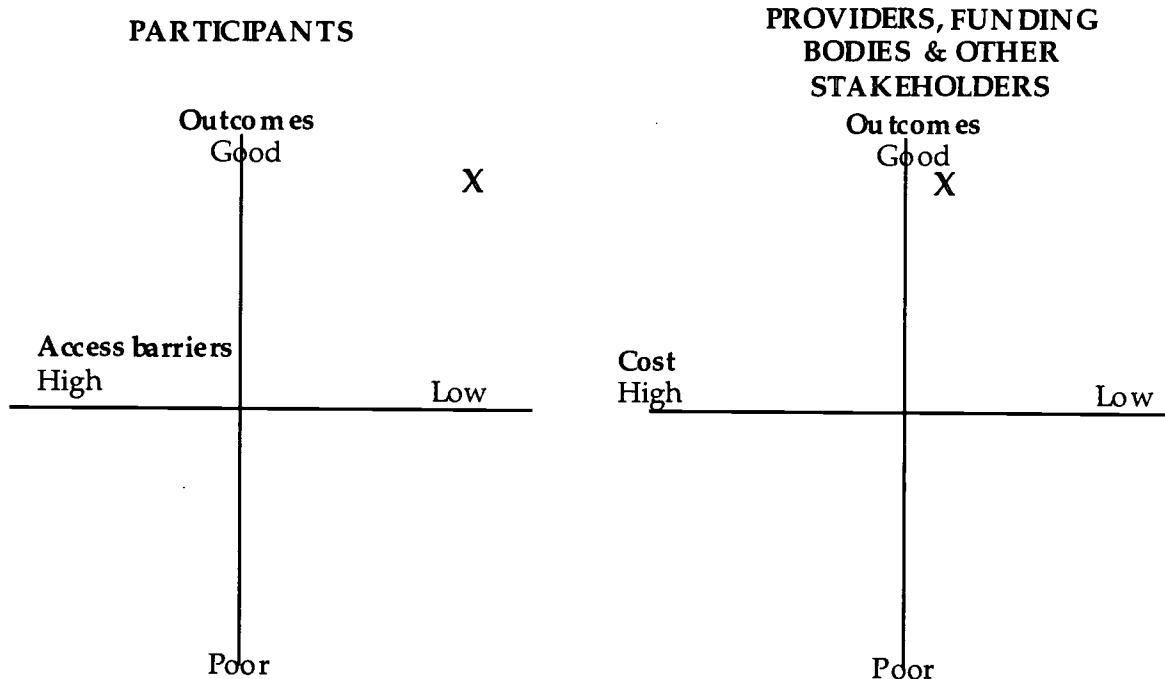 PARTICIPANTS
Outcomes
Good
X
Access barriers
High
Low
Poor
PROVIDERS, FUNDING
BODIES & OTHER
STAKEHOLDERS
Outcomes
Good
X
Cost
High
Low
Poor